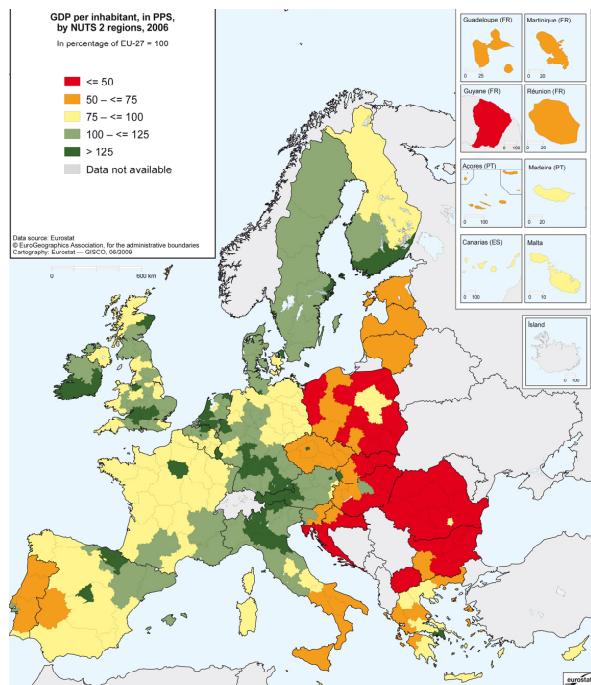 GDP per inhabitant, in PPS,
by NUTS 2 regions, 2006
In percentage of EU-27 = 100
<= 50
50 – <= 75
75 – <= 100
100 – <= 125
> 125
Data not available
Data source: Eurostat
© EuroGeographics Association, for the administrative boundaries
Cartography: Eurostat — GISCO, 06/2009
0 600 km
Guadeloupe (FR)
0 25
Martinique (FR)
0 20
Guyane (FR)
0 100
Réunion (FR)
0 20
Açores (PT)
0 100
Madeira (PT)
0 20
Canarias (ES)
0 100
Malta
0 10
Ísland
0 100
eurostat